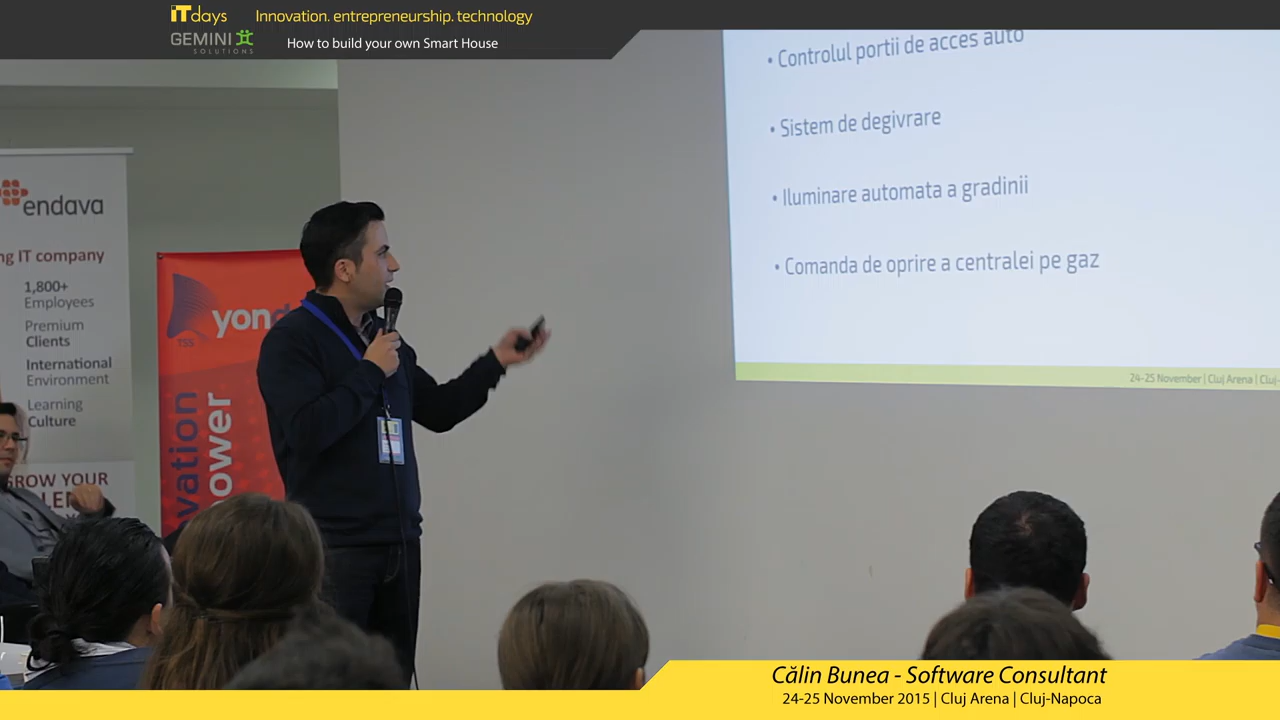 ITdays
Innovation. entrepreneurship. technology
GEMINI
SOLUTIONS
How to build your own Smart House
• Controlul portii de acces auto
• Sistem de degivrare
• Iluminare automata a gradinii
• Comanda de oprire a centralei pe gaz
24-25 November | Cluj Arena | Cluj-
endava
ng IT company
1,800+
Employees
Premium
Clients
International
Environment
Learning
Culture
GROW YOUR
TSS
yond
vation
ower
Călin Bunea - Software Consultant
24-25 November 2015 | Cluj Arena | Cluj-Napoca